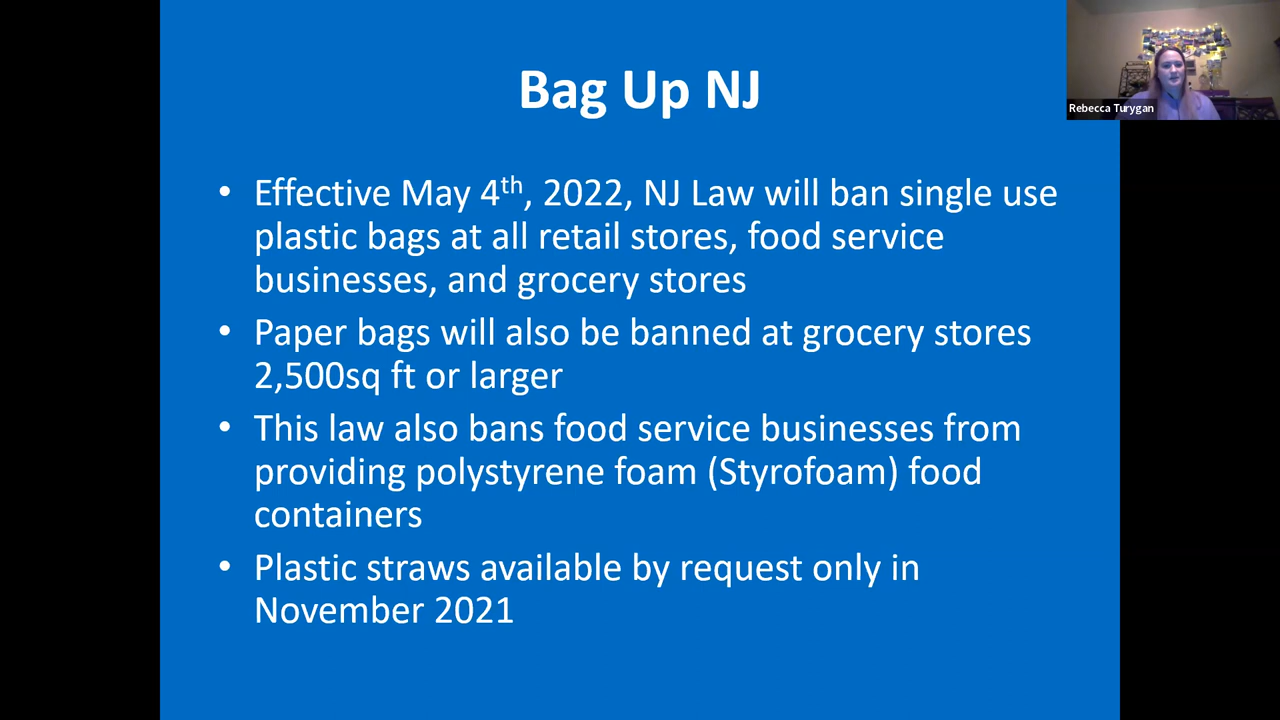 Bag Up NJ
Rebecca Turygan
• Effective May 4th, 2022, NJ Law will ban single use
plastic bags at all retail stores, food service
businesses, and grocery stores
• Paper bags will also be banned at grocery stores
2,500sq ft or larger
• This law also bans food service businesses from
providing polystyrene foam (Styrofoam) food
containers
• Plastic straws available by request only in
November 2021